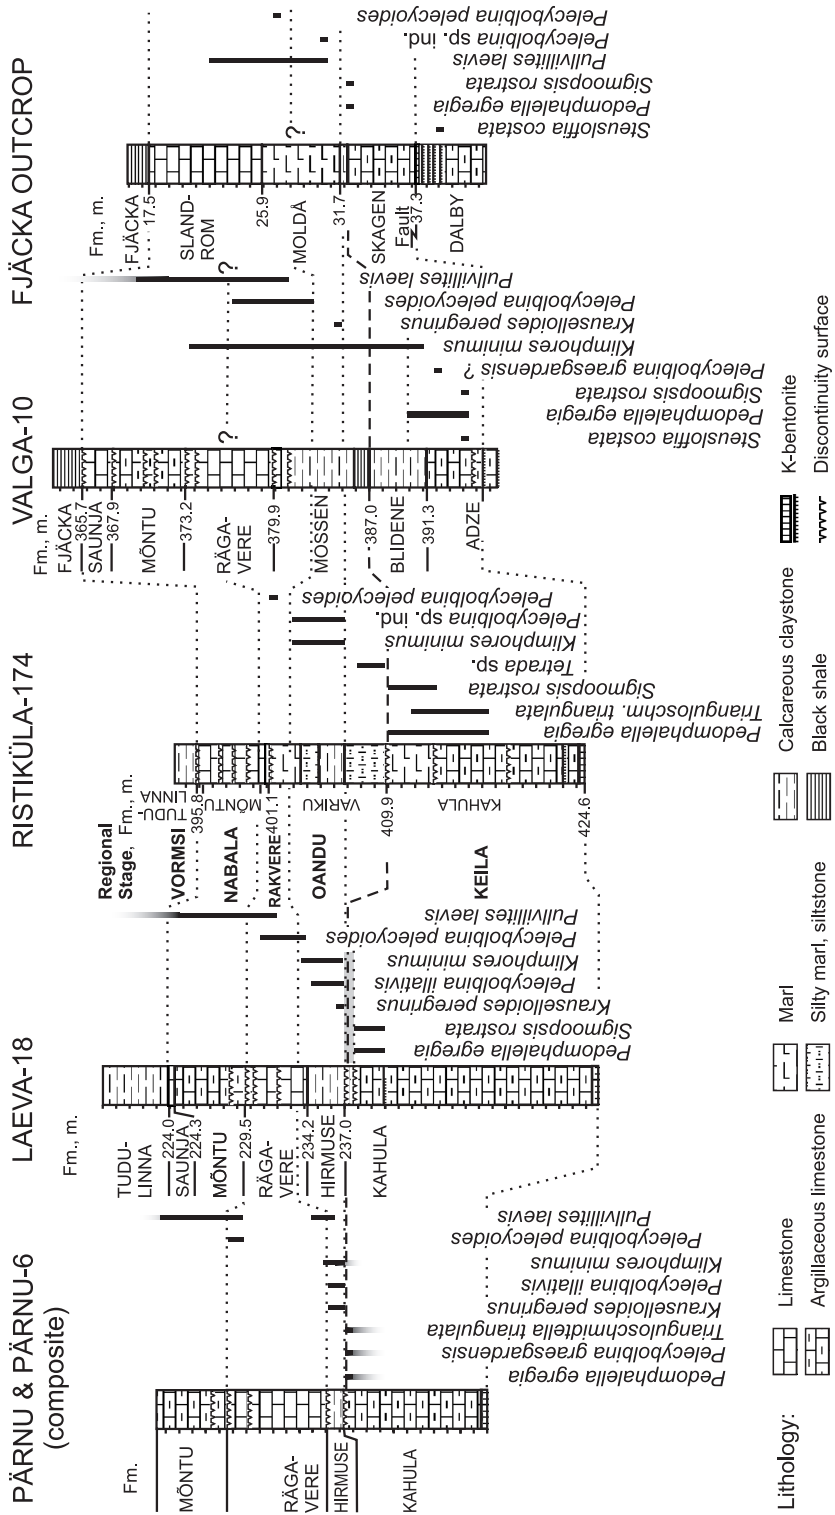 PÄRNU & PÄRNU-6
(composite)
Fm.
MÕNTU
RÄGA-
VERE
HIRMUSE
KAHULA
Pullvillites laevis
Pelecybolbina pelecyoides
Klimphores minimus
Pelecybolbina illativis
Krauselloides peregrinus
Trianguloschmidtella triangulata
Pelecybolbina graesgardensis
Pedomphalella egregia
LAEVA-18
Fm., m.
TUDU-
LINNA
224.0
SAUNJA
224.3
MÕNTU
229.5
RÄGA-
VERE
234.2
HIRMUSE
237.0
KAHULA
Pullvillites laevis
Pelecybolbina pelecyoides
Klimphores minimus
Pelecybolbina illativis
Krauselloides peregrinus
Sigmoopsis rostrata
Pedomphalella egregia
RISTIKÜLA-174
Regional
Stage, Fm., m.
VORMSI
NABALA
RAKVERE
OANDU
KEILA
TUDU-
LINNA
395.8
MÕNTU
401.1
VARIKU
409.9
KAHULA
424.6
Pelecybolbina pelecyoides
Pelecybolbina sp. ind.
Klimphores minimus
Tetrada sp.
Sigmoopsis rostrata
Trianguloschm. triangulata
Pedomphalella egregia
VALGA-10
Fm., m.
FJÄCKA
365.7
SAUNJA
367.9
MÕNTU
373.2
RÄGA-
VERE
379.9
MOSSEN
387.0
BLIDENE
391.3
ADZE
?
?
Pullvillites laevis
Pelecybolbina pelecyoides
Krauselloides peregrinus
Klimphores minimus
Pelecybolbina graesgardensis ?
Sigmoopsis rostrata
Pedomphalella egregia
Steusloffia costata
FJÄCKA OUTCROP
Fm., m.
FJÄCKA
17.5
SLAND-
ROM
25.9
MOLDÅ
31.7
SKAGEN
Fault
37.3
DALBY
?
Pelecybolbina pelecyoides
Pelecybolbina sp. ind.
Pullvillites laevis
Sigmoopsis rostrata
Pedomphalella egregia
Steusloffia costata
Lithology:
Limestone
Argillaceous limestone
Marl
Silty marl, siltstone
Calcareous claystone
Black shale
K-bentonite
Discontinuity surface